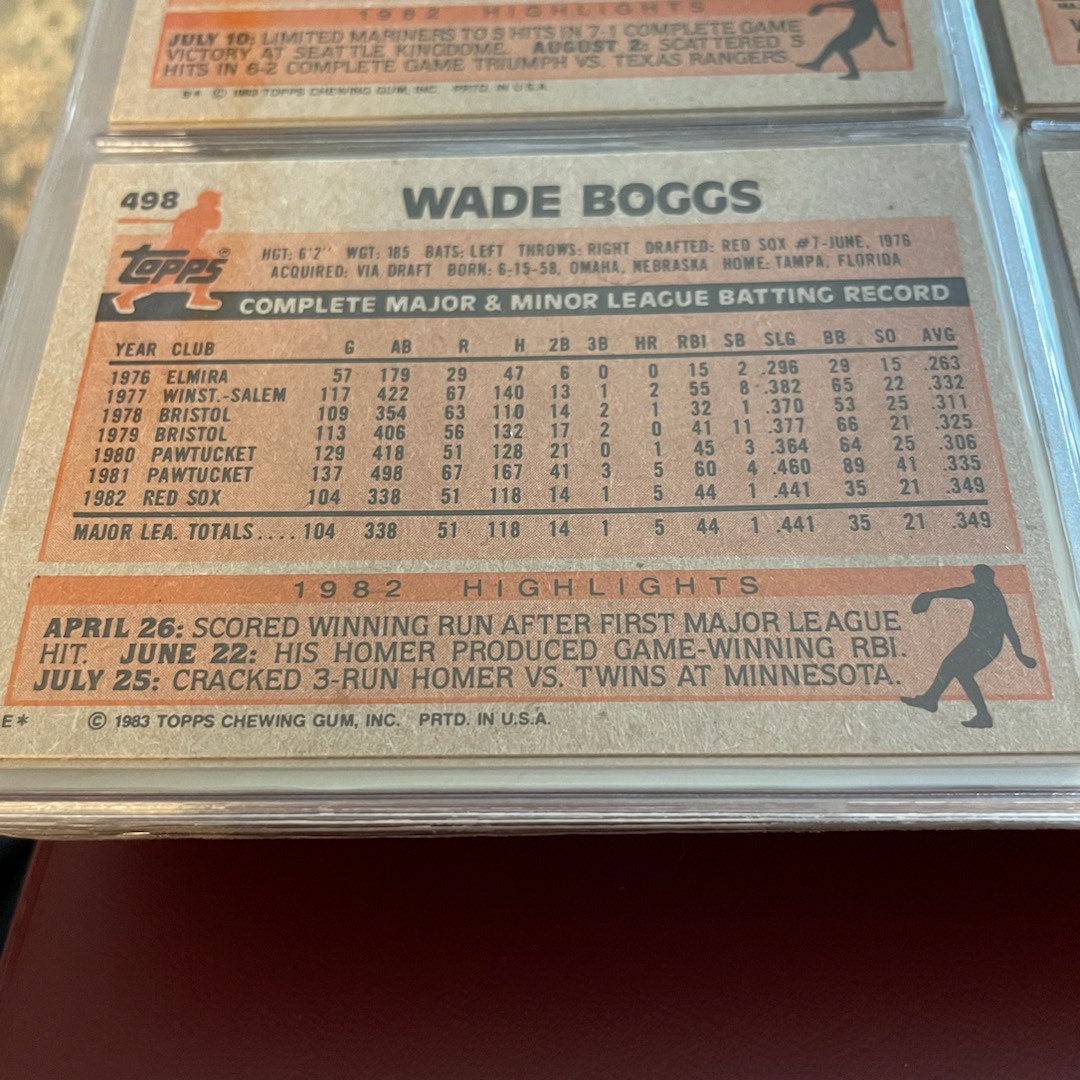 1982 HIGHLIGHTS
JULY 10: LIMITED MARINERS TO 5 HITS IN 7-1 COMPLETE GAME
VICTORY AT SEATTLE KINGDOME. AUGUST 2: SCATTERED 5
HITS IN 6-2 COMPLETE GAME TRIUMPH VS. TEXAS RANGERS.
B* © 1983 TOPPS CHEWING GUM, INC. PRTD. IN U.S.A.
498
WADE BOGGS
TOPPS®
HGT: 6'2" WGT: 185 BATS: LEFT THROWS: RIGHT DRAFTED: RED SOX #7-JUNE, 1976
ACQUIRED: VIA DRAFT BORN: 6-15-58, OMAHA, NEBRASKA HOME: TAMPA, FLORIDA
COMPLETE MAJOR & MINOR LEAGUE BATTING RECORD
YEAR CLUB G AB R H 2B 3B HR RBI SB SLG BB SO AVG
1976 ELMIRA 57 179 29 47 6 0 0 15 2 .296 29 15 .263
1977 WINST.-SALEM 117 422 67 140 13 1 2 55 8 .382 65 22 .332
1978 BRISTOL 109 354 63 110 14 2 1 32 1 .370 53 25 .311
1979 BRISTOL 113 406 56 132 17 2 0 41 11 .377 66 21 .325
1980 PAWTUCKET 129 418 51 128 21 0 1 45 3 .364 64 25 .306
1981 PAWTUCKET 137 498 67 167 41 3 5 60 4 .460 89 41 .335
1982 RED SOX 104 338 51 118 14 1 5 44 1 .441 35 21 .349
MAJOR LEA. TOTALS.... 104 338 51 118 14 1 5 44 1 .441 35 21 .349
1982 HIGHLIGHTS
APRIL 26: SCORED WINNING RUN AFTER FIRST MAJOR LEAGUE
HIT. JUNE 22: HIS HOMER PRODUCED GAME-WINNING RBI.
JULY 25: CRACKED 3-RUN HOMER VS. TWINS AT MINNESOTA.
E* © 1983 TOPPS CHEWING GUM, INC. PRTD. IN U.S.A.